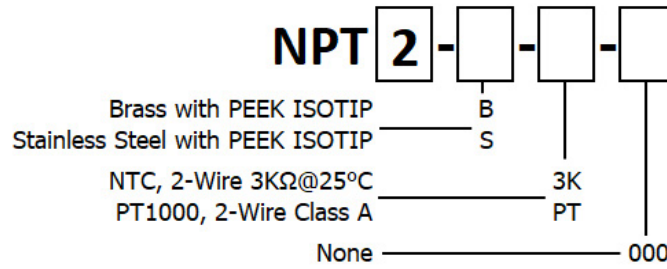 NPT 2 - - -
Brass with PEEK ISOTIP B
Stainless Steel with PEEK ISOTIP S
NTC, 2-Wire 3KΩ@25ºC 3K
PT1000, 2-Wire Class A PT
None 000